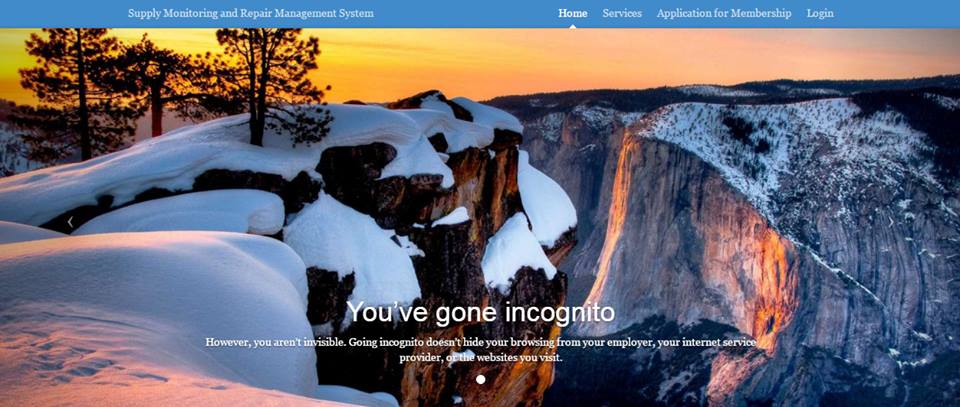 Supply Monitoring and Repair Management System
Home Services Application for Membership Login
You've gone incognito
However, you aren't invisible. Going incognito doesn't hide your browsing from your employer, your internet service
provider, or the websites you visit.